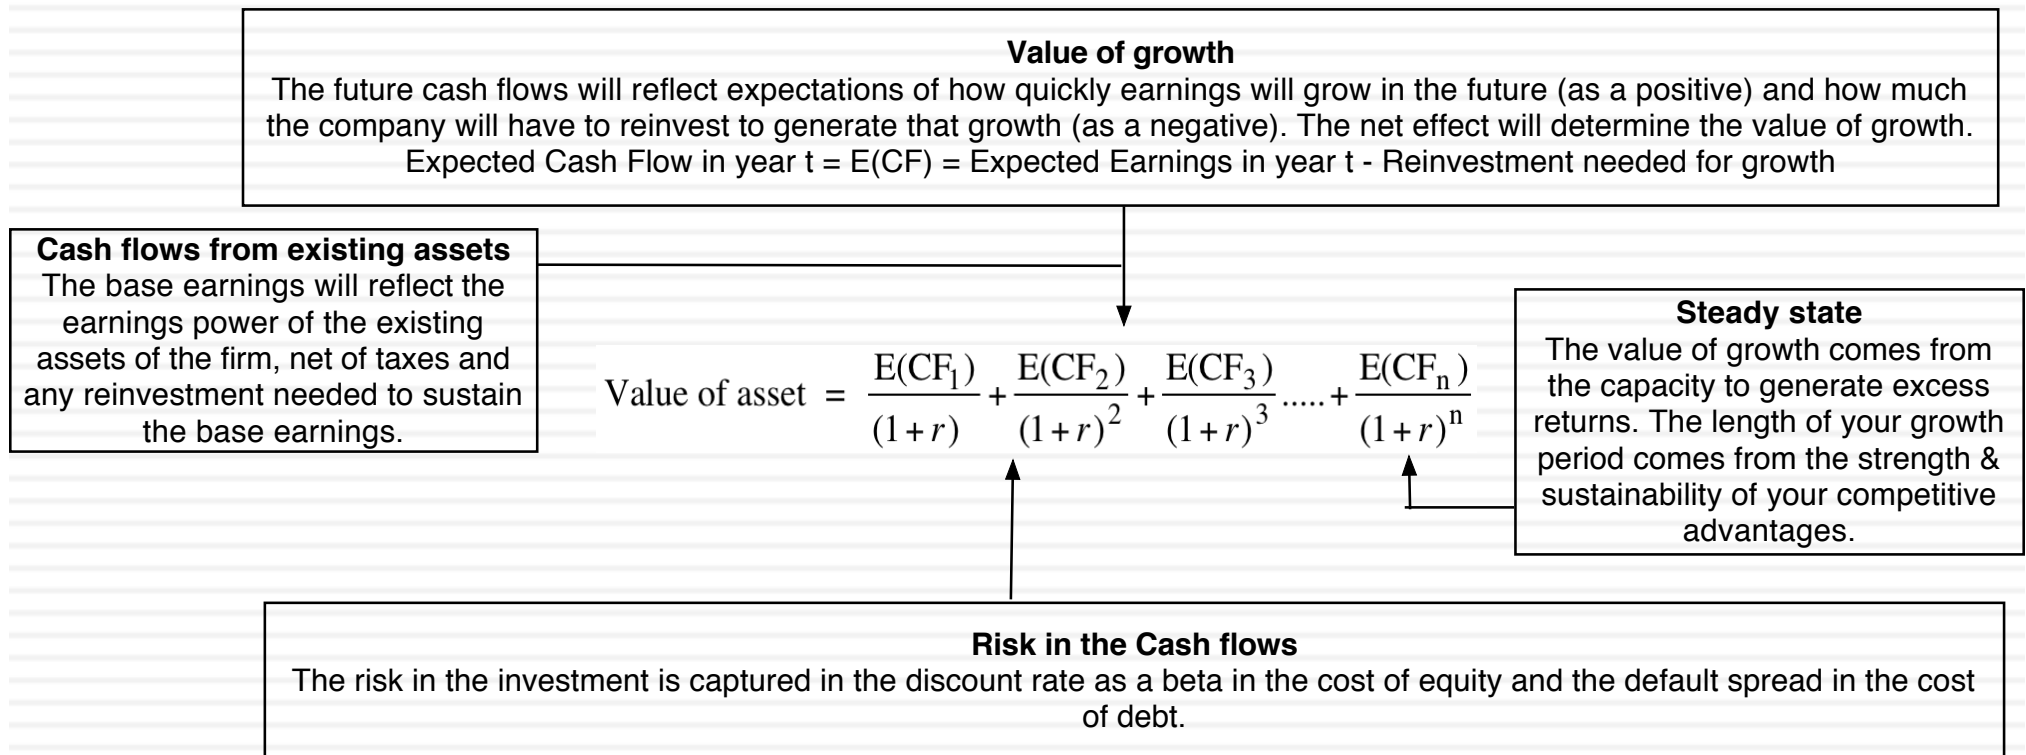 Value of growth
The future cash flows will reflect expectations of how quickly earnings will grow in the future (as a positive) and how much
the company will have to reinvest to generate that growth (as a negative). The net effect will determine the value of growth.
Expected Cash Flow in year t = E(CF) = Expected Earnings in year t - Reinvestment needed for growth
Cash flows from existing assets
The base earnings will reflect the
earnings power of the existing
assets of the firm, net of taxes and
any reinvestment needed to sustain
the base earnings.
Value of asset = E(CF₁)/(1+r) + E(CF₂)/(1+r)² + E(CF₃)/(1+r)³ ..... + E(CFₙ)/(1+r)ⁿ
Steady state
The value of growth comes from
the capacity to generate excess
returns. The length of your growth
period comes from the strength &
sustainability of your competitive
advantages.
Risk in the Cash flows
The risk in the investment is captured in the discount rate as a beta in the cost of equity and the default spread in the cost
of debt.